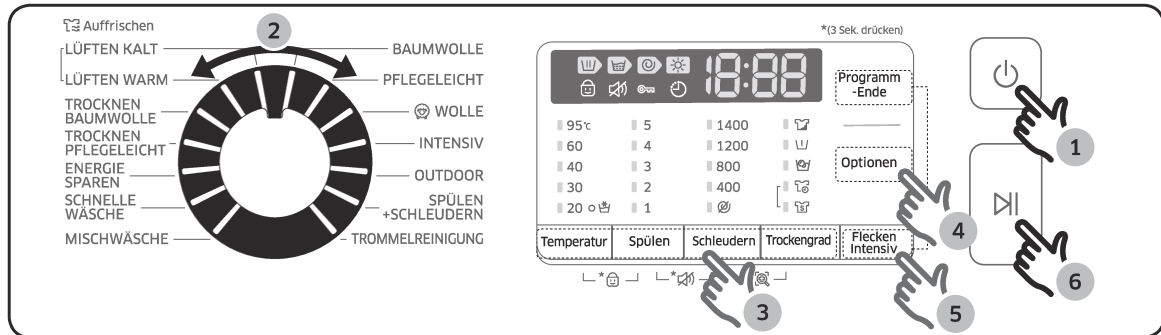 Auffrischen
LÜFTEN KALT
LÜFTEN WARM
TROCKNEN
BAUMWOLLE
TROCKNEN
PFLEGELEICHT
ENERGIE
SPAREN
SCHNELLE
WÄSCHE
MISCHWÄSCHE
2
BAUMWOLLE
PFLEGELEICHT
WOLLE
INTENSIV
OUTDOOR
SPÜLEN
+SCHLEUDERN
TROMMELREINIGUNG
*(3 Sek. drücken)
18:88
Programm
-Ende
95℃ 5 1400
60 4 1200
40 3 800
30 2 400
20 1
Optionen
Temperatur Spülen Schleudern Trockengrad Flecken
Intensiv
* *
1
4
3
5
6